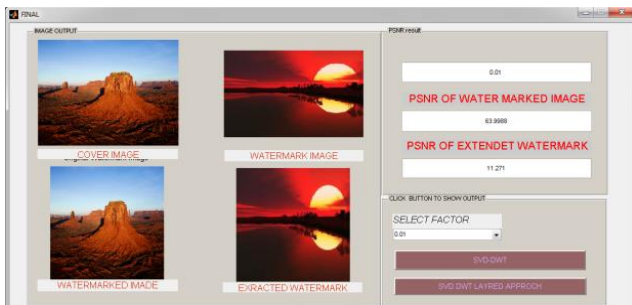 FINAL
IMAGE OUTPUT
COVER IMAGE
WATERMARK IMAGE
WATERMARKED IMADE
EXRACTED WATERMARK
PSNR result
0.01
PSNR OF WATER MARKED IMAGE
63.9988
PSNR OF EXTENDET WATERMARK
11.271
CLICK BUTTON TO SHOW OUTPUT
SELECT FACTOR
0.01
SVD-DWT
SVD DWT LAYRED APPROCH